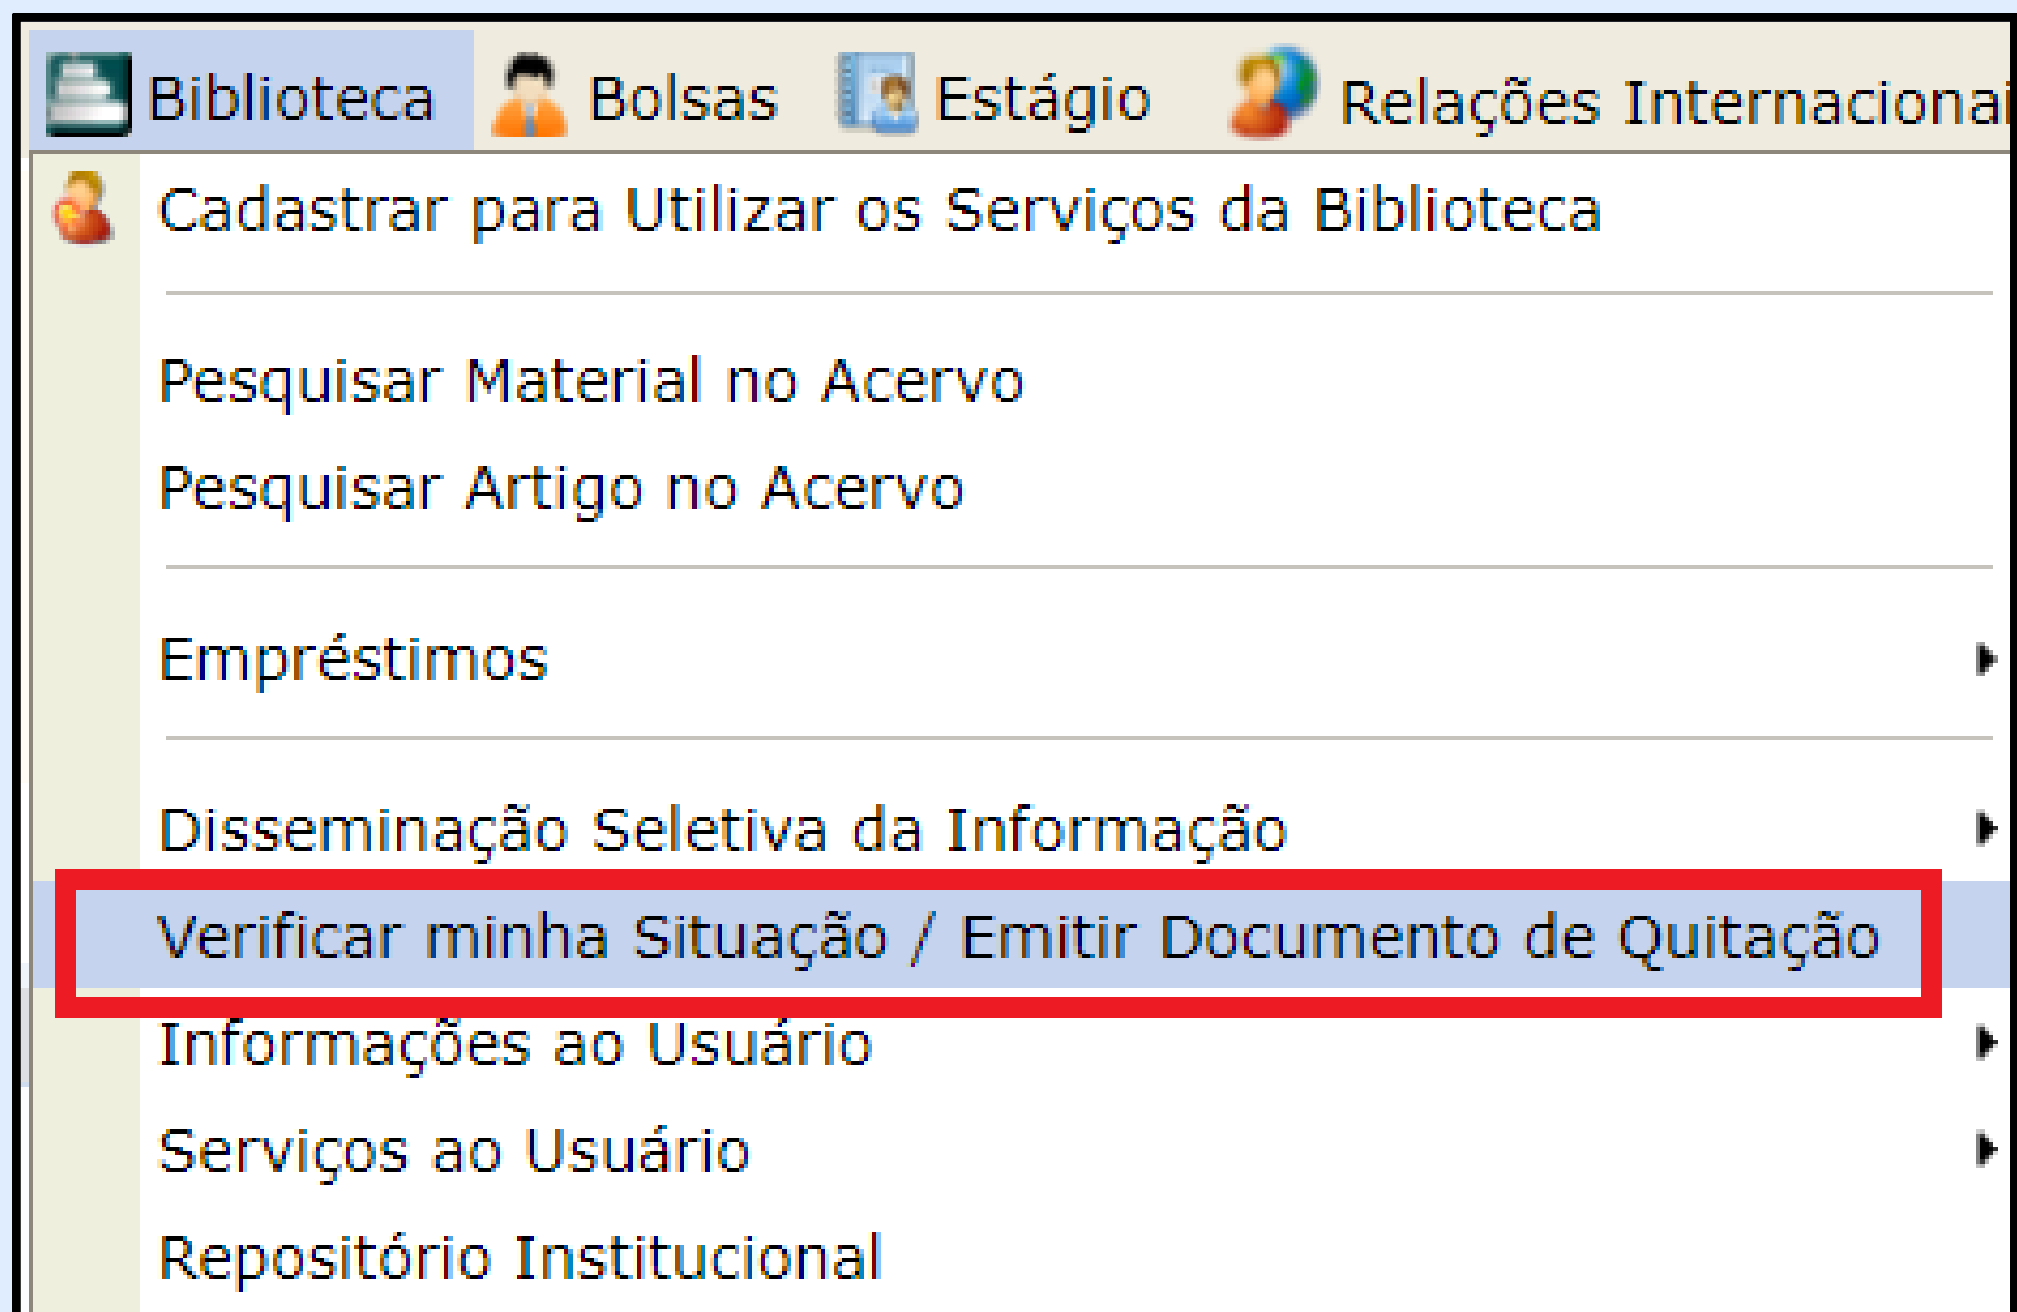 Biblioteca Bolsas Estágio Relações Internacionai
Cadastrar para Utilizar os Serviços da Biblioteca
Pesquisar Material no Acervo
Pesquisar Artigo no Acervo
Empréstimos
Disseminação Seletiva da Informação
Verificar minha Situação / Emitir Documento de Quitação
Informações ao Usuário
Serviços ao Usuário
Repositório Institucional